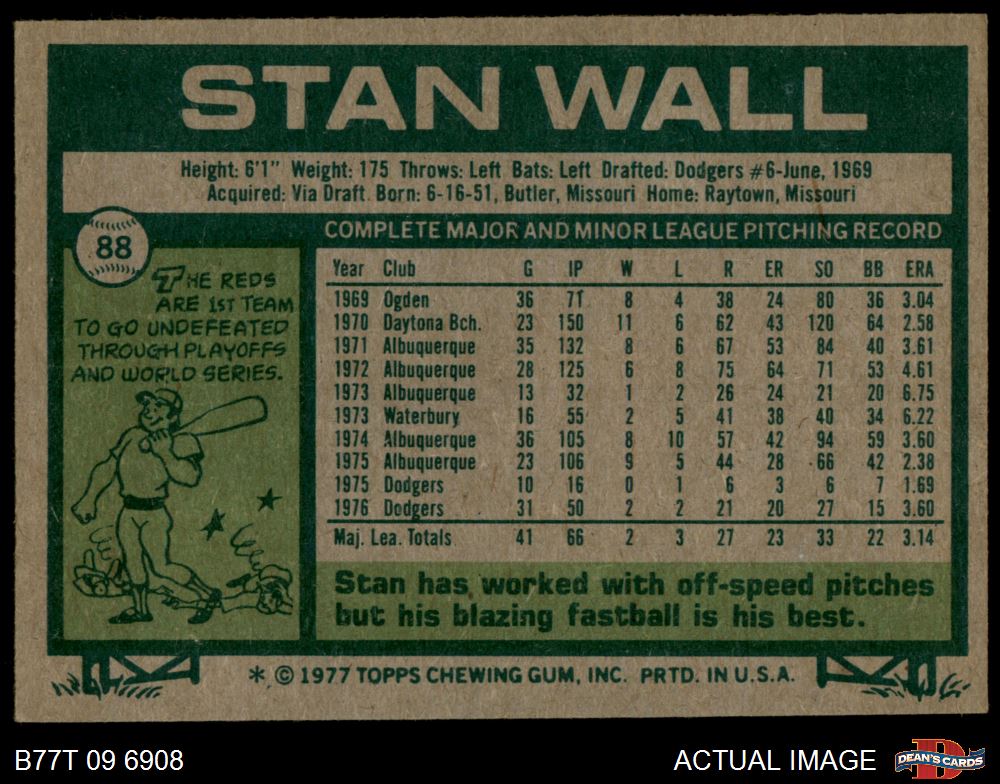 STAN WALL
Height: 6'1" Weight: 175 Throws: Left Bats: Left Drafted: Dodgers #6-June, 1969
Acquired: Via Draft. Born: 6-16-51, Butler, Missouri Home: Raytown, Missouri
88
THE REDS
ARE 1ST TEAM
TO GO UNDEFEATED
THROUGH PLAYOFFS
AND WORLD SERIES.
COMPLETE MAJOR AND MINOR LEAGUE PITCHING RECORD
Year Club G IP W L R ER SO BB ERA
1969 Ogden 36 71 8 4 38 24 80 36 3.04
1970 Daytona Bch. 23 150 11 6 62 43 120 64 2.58
1971 Albuquerque 35 132 8 6 67 53 84 40 3.61
1972 Albuquerque 28 125 6 8 75 64 71 53 4.61
1973 Albuquerque 13 32 1 2 26 24 21 20 6.75
1973 Waterbury 16 55 2 5 41 38 40 34 6.22
1974 Albuquerque 36 105 8 10 57 42 94 59 3.60
1975 Albuquerque 23 106 9 5 44 28 66 42 2.38
1975 Dodgers 10 16 0 1 6 3 6 7 1.69
1976 Dodgers 31 50 2 2 21 20 27 15 3.60
Maj. Lea. Totals 41 66 2 3 27 23 33 22 3.14
Stan has worked with off-speed pitches
but his blazing fastball is his best.
* © 1977 TOPPS CHEWING GUM, INC. PRTD. IN U.S.A.
B77T 09 6908
ACTUAL IMAGE
D
DEAN'S CARDS